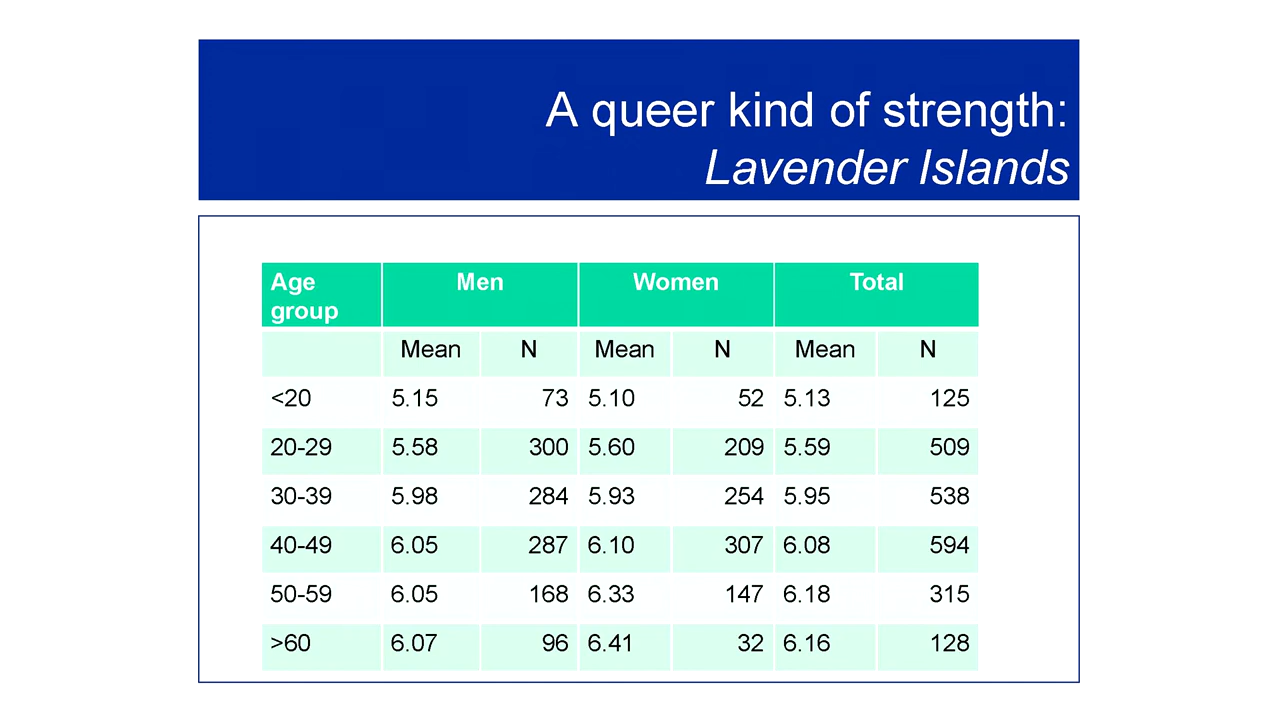 A queer kind of strength:
Lavender Islands
Age group Men Women Total
Mean N Mean N Mean N
<20 5.15 73 5.10 52 5.13 125
20-29 5.58 300 5.60 209 5.59 509
30-39 5.98 284 5.93 254 5.95 538
40-49 6.05 287 6.10 307 6.08 594
50-59 6.05 168 6.33 147 6.18 315
>60 6.07 96 6.41 32 6.16 128